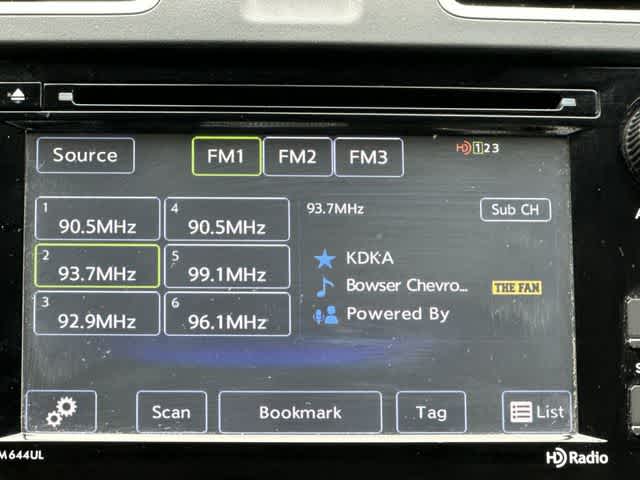 Source FM1 FM2 FM3 HD 1 2 3
1 90.5MHz 4 90.5MHz 93.7MHz Sub CH
2 93.7MHz 5 99.1MHz KDKA
Bowser Chevro... THE FAN
3 92.9MHz 6 96.1MHz Powered By
Scan Bookmark Tag List
M644UL HD Radio